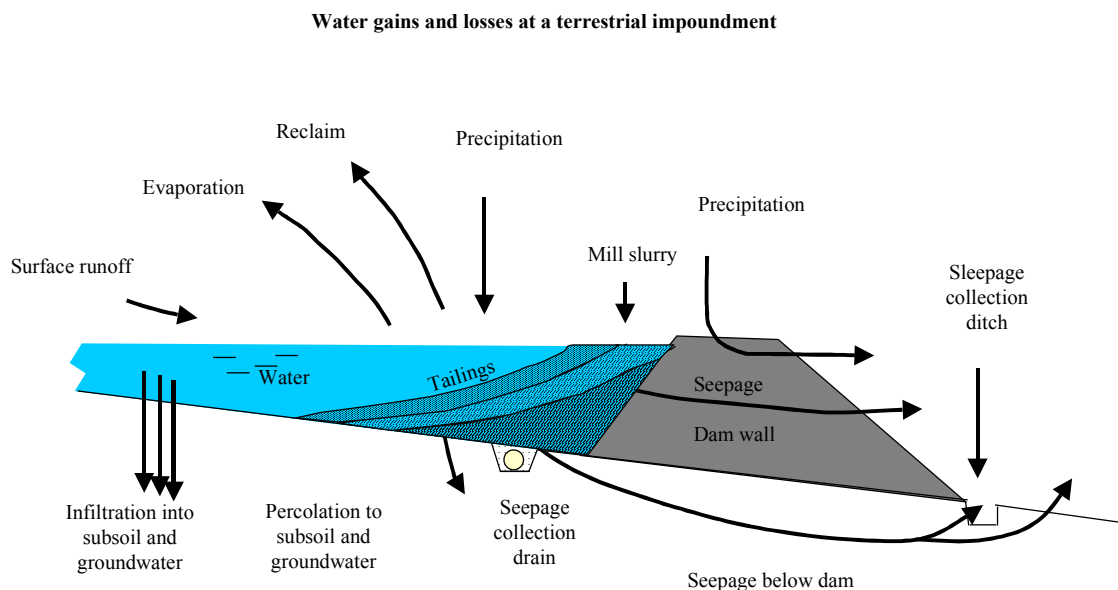 Water gains and losses at a terrestrial impoundment
Reclaim
Precipitation
Evaporation
Precipitation
Surface runoff
Mill slurry
Sleepage
collection
ditch
Water
Tailings
Seepage
Dam wall
Infiltration into
subsoil and
groundwater
Percolation to
subsoil and
groundwater
Seepage
collection
drain
Seepage below dam